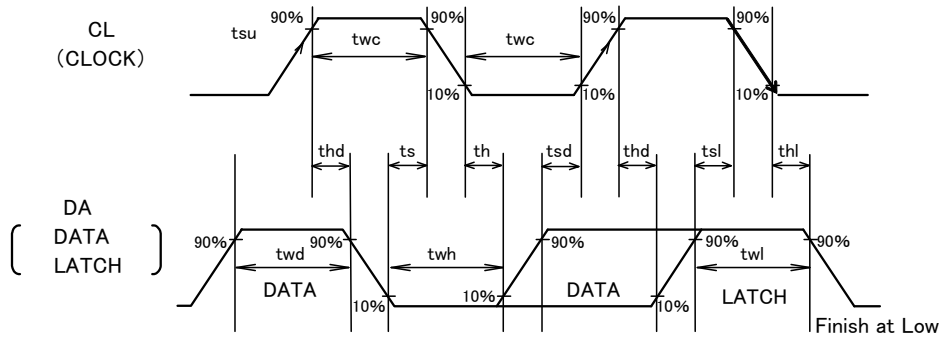 90% 90% 90% 90%
CL tsu twc twc
(CLOCK)
10% 10% 10%
thd ts th tsd thd tsl thl
DA
DATA
LATCH
90% 90% 90% 90% 90%
twd twh twl
DATA 10% 10% DATA 10% LATCH
Finish at Low